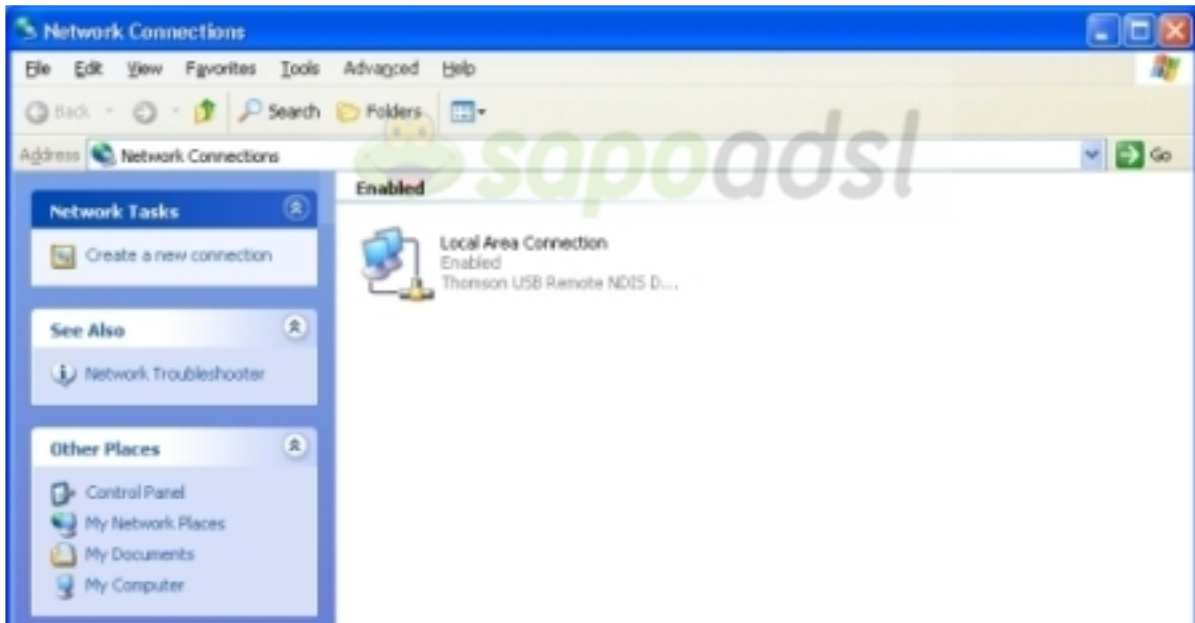 Network Connections
File Edit View Favorites Tools Advanced Help
Back Search Folders
Address Network Connections Go
sapoadsl
Network Tasks
Create a new connection
See Also
Network Troubleshooter
Other Places
Control Panel
My Network Places
My Documents
My Computer
Enabled
Local Area Connection
Enabled
Thomson USB Remote NDIS D...